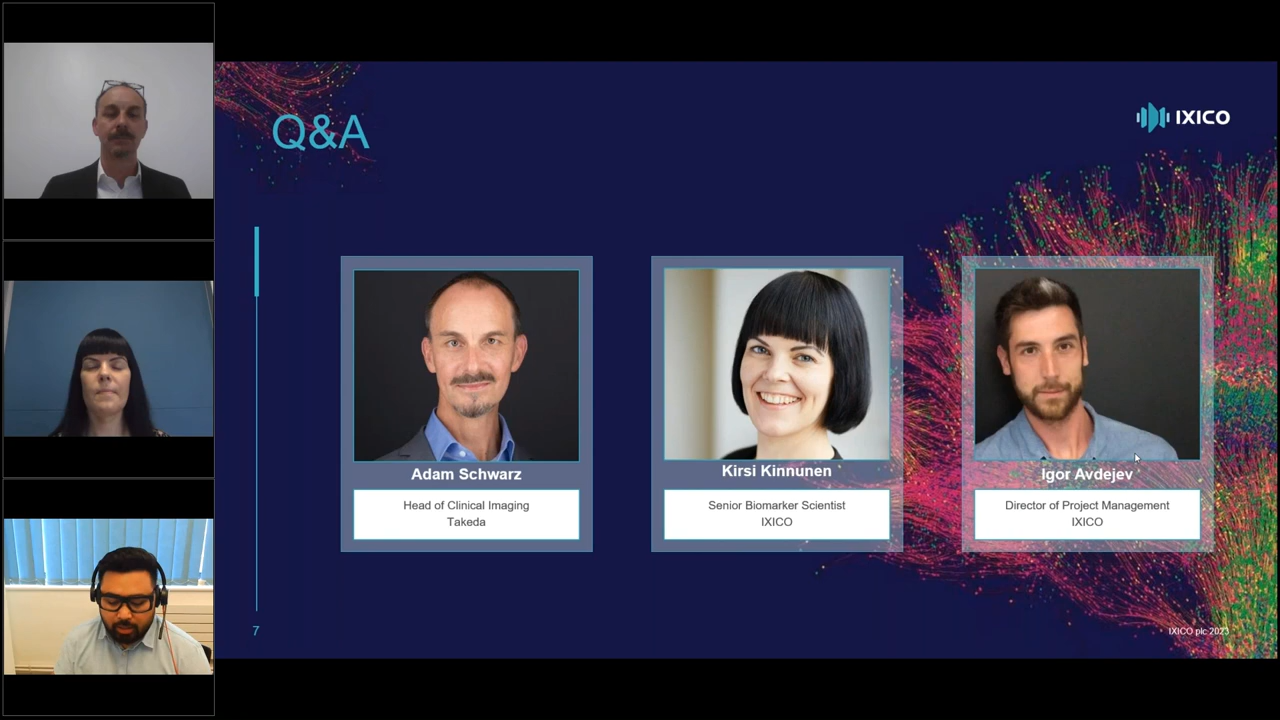 Q&A
IXICO
Adam Schwarz
Head of Clinical Imaging
Takeda
Kirsi Kinnunen
Senior Biomarker Scientist
IXICO
Igor Avdejev
Director of Project Management
IXICO
7
IXICO plc 2023